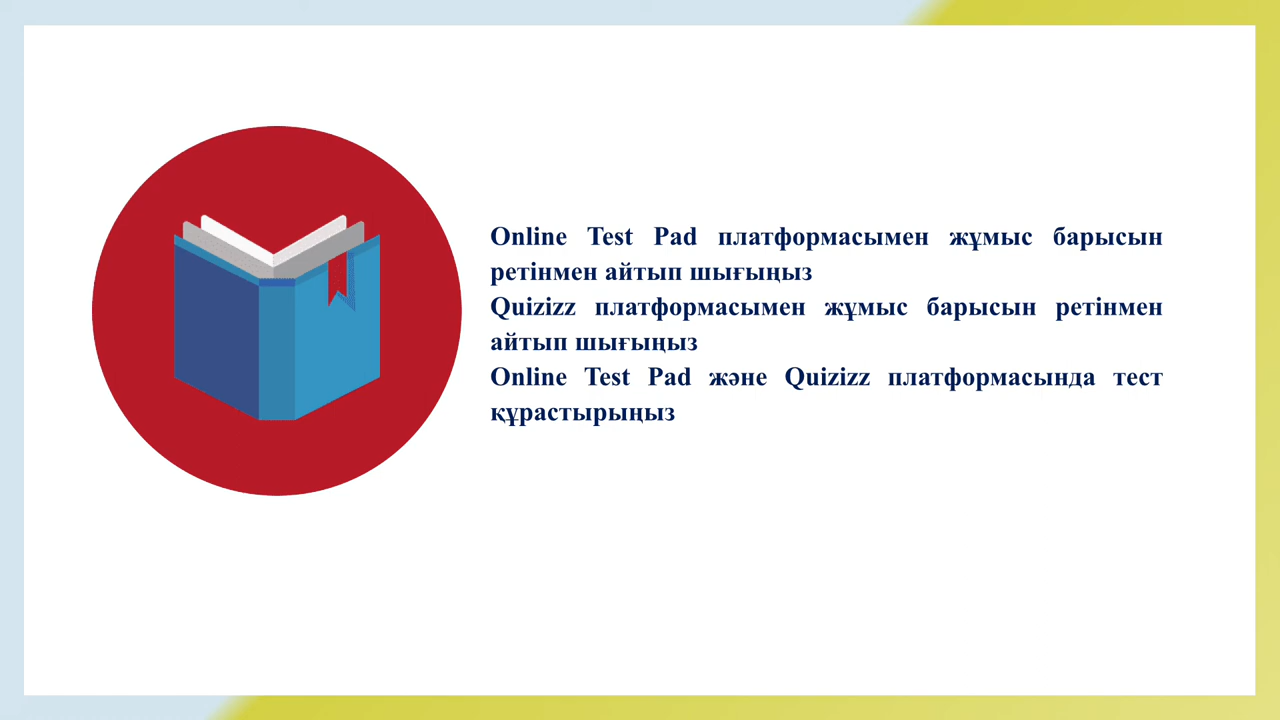 Online Test Pad платформасымен жұмыс барысын
ретінмен айтып шығыңыз
Quizizz платформасымен жұмыс барысын ретінмен
айтып шығыңыз
Online Test Pad және Quizizz платформасында тест
құрастырыңыз